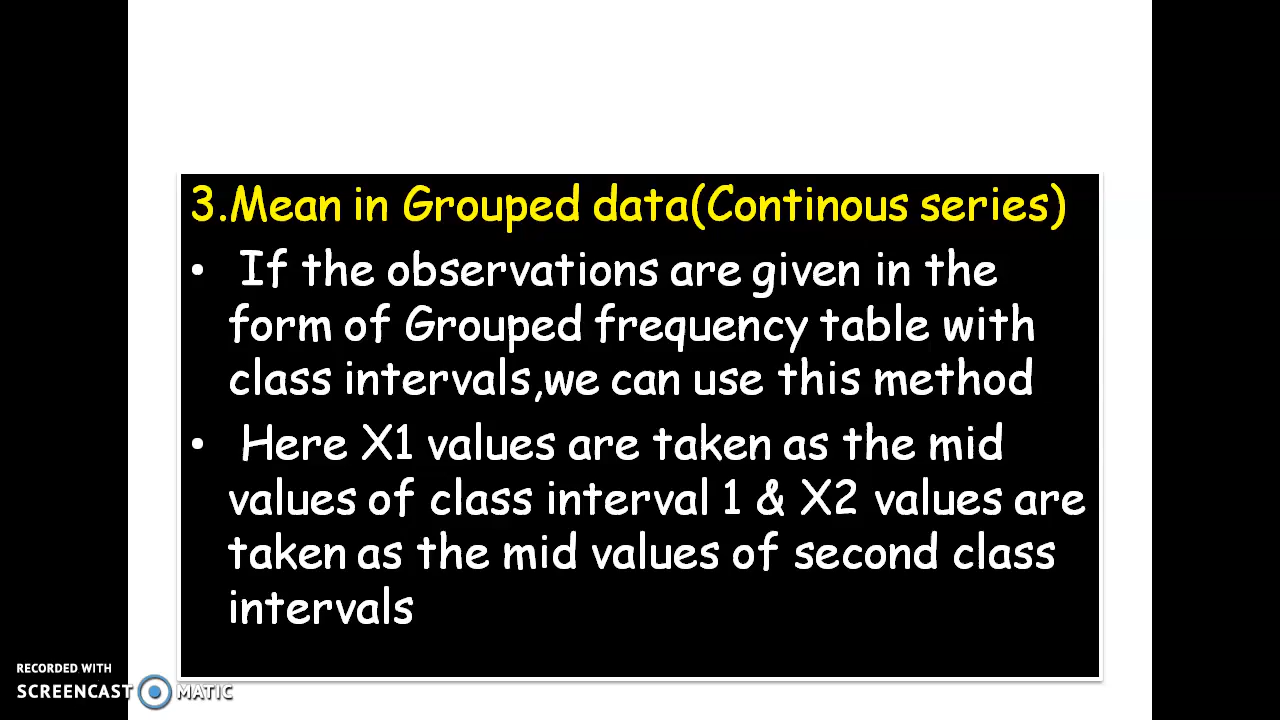 3.Mean in Grouped data(Continous series)
• If the observations are given in the
form of Grouped frequency table with
class intervals,we can use this method
• Here X1 values are taken as the mid
values of class interval 1 & X2 values are
taken as the mid values of second class
intervals
RECORDED WITH
SCREENCAST MATIC